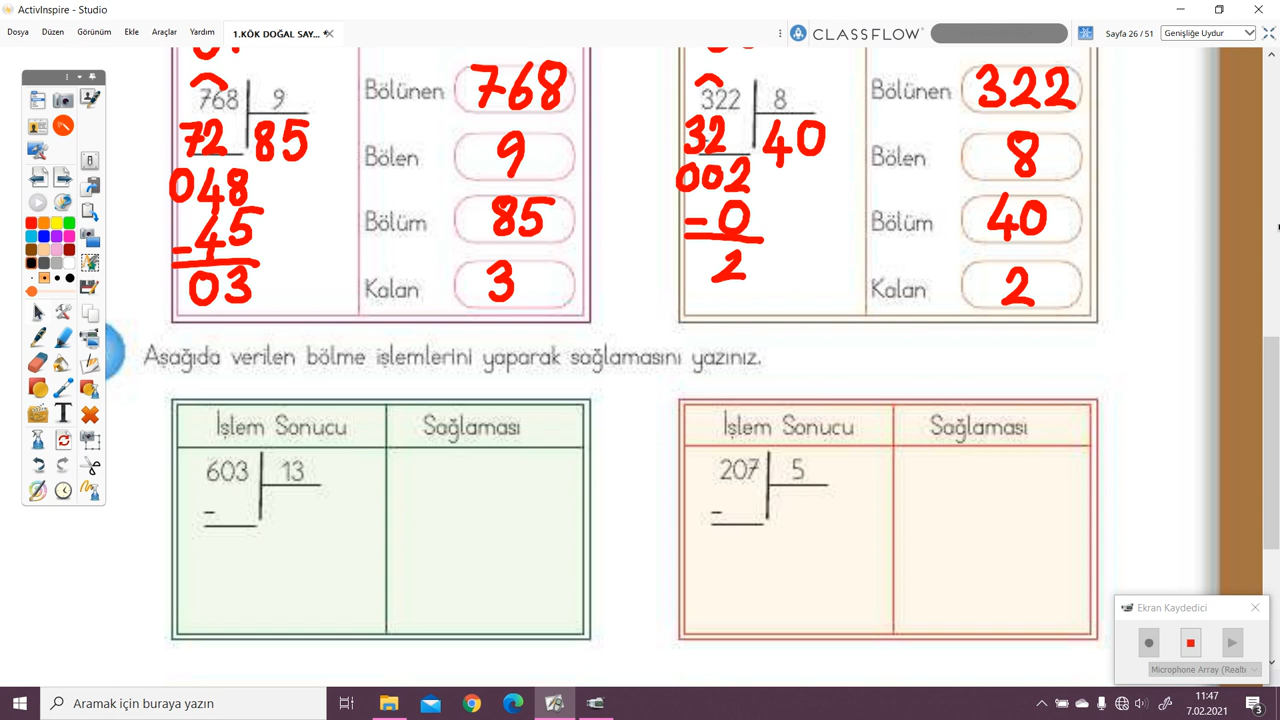 ActivInspire - Studio
Dosya Düzen Görünüm Ekle Araçlar Yardım 1.KÖK DOĞAL SAY... CLASSFLOW Sayfa 26 / 51 Genişliğe Uydur
768 9 Bölünen 768 322 8 Bölünen 322
72 85 32 40
Bölen 9 Bölen 8
048 002
- 45 Bölüm 85 - 0 Bölüm 40
03 Kalan 3 2 Kalan 2
Aşağıda verilen bölme işlemlerini yaparak sağlamasını yazınız.
İşlem Sonucu Sağlaması İşlem Sonucu Sağlaması
603 13 207 5
- -
Ekran Kaydedici
Microphone Array (Realt
Aramak için buraya yazın
11:47
7.02.2021
3